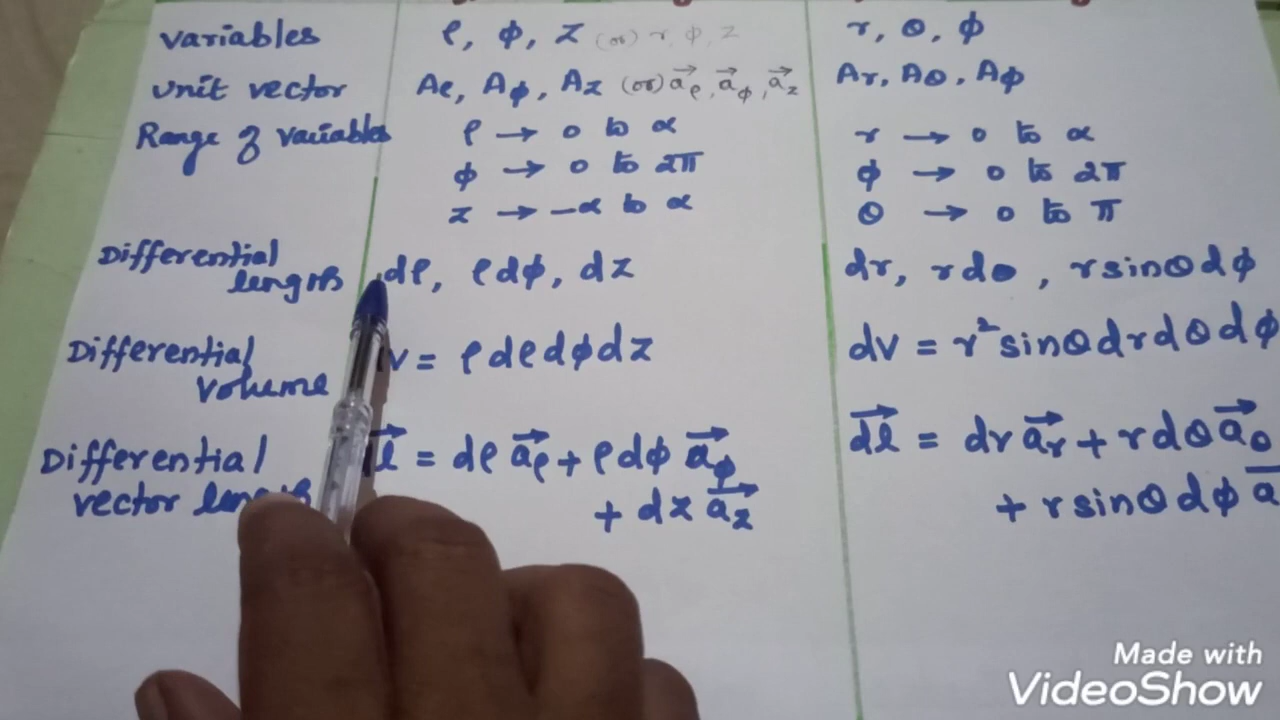 variables ρ, ϕ, z (or) r, ϕ, z r, θ, ϕ
unit vector Aρ, Aϕ, Az (or) a⃗ρ, a⃗ϕ, a⃗z Ar, Aθ, Aϕ
Range of variables ρ → 0 to α r → 0 to α
ϕ → 0 to 2π ϕ → 0 to 2π
z → -α to α θ → 0 to π
Differential
lengths dρ, ρdϕ, dz dr, rdθ, rsinθdϕ
Differential
volume v = ρdρdϕdz dv = r²sinθdrdθdϕ
Differential
vector l⃗ = dρ a⃗ρ + ρdϕ a⃗ϕ
+ dz a⃗z
dl⃗ = dr a⃗r + rdθ a⃗θ
+ rsinθdϕ a
Made with
VideoShow